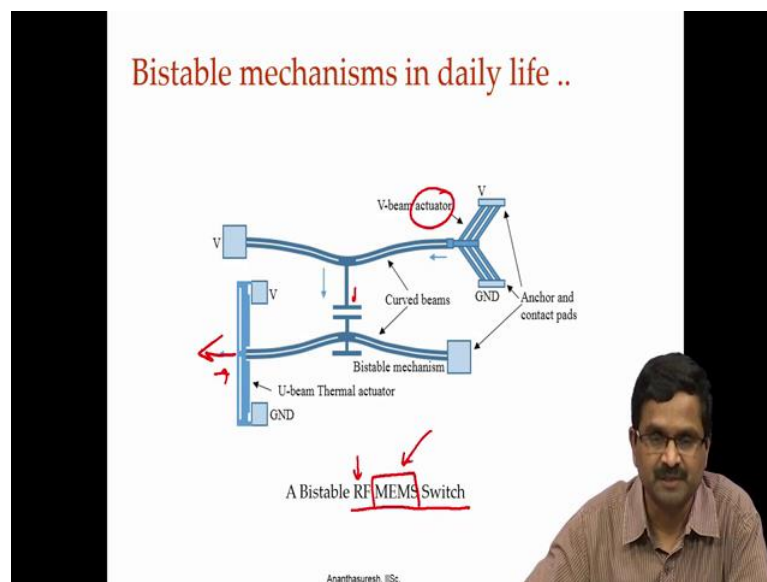 Bistable mechanisms in daily life ..
V
V-beam actuator
V
V
Curved beams
GND
Anchor and
contact pads
Bistable mechanism
U-beam Thermal actuator
GND
A Bistable RF MEMS Switch
Ananthasuresh, IISc.